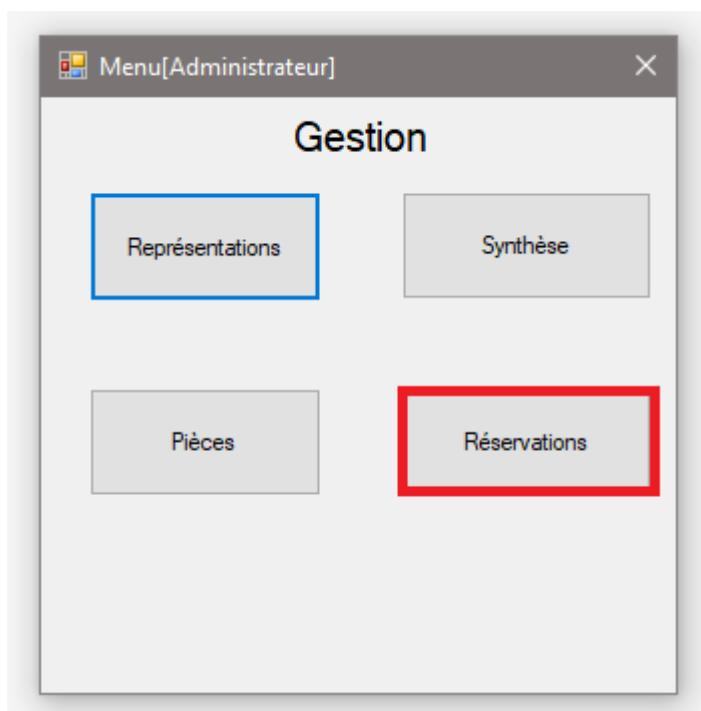 Menu[Administrateur]
Gestion
Représentations
Synthèse
Pièces
Réservations